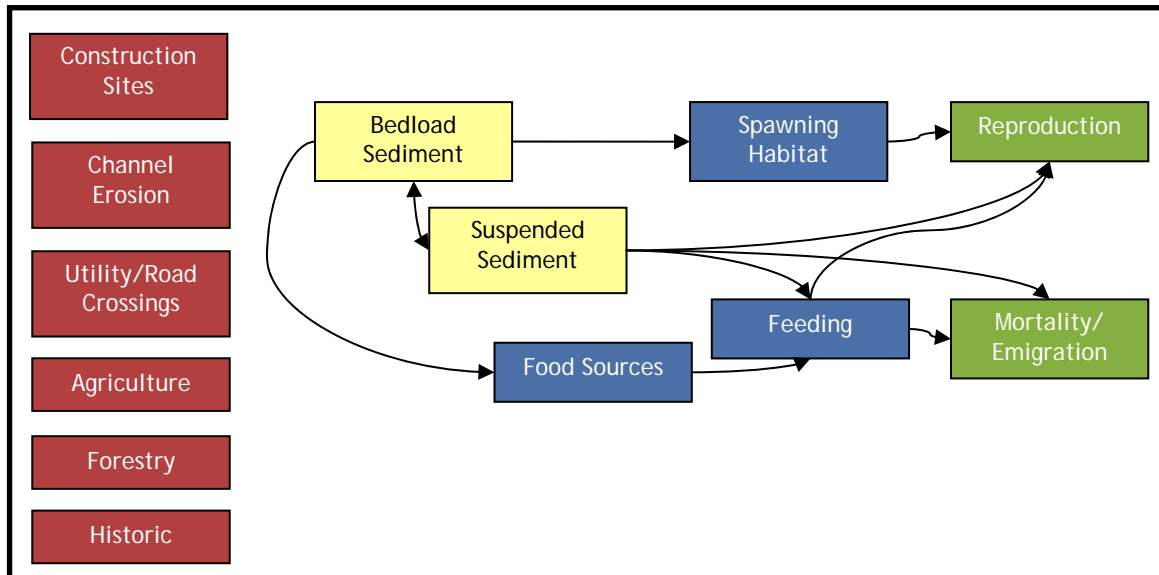 Construction
Sites
Channel
Erosion
Utility/Road
Crossings
Agriculture
Forestry
Historic
Bedload
Sediment
Suspended
Sediment
Food Sources
Spawning
Habitat
Feeding
Reproduction
Mortality/
Emigration